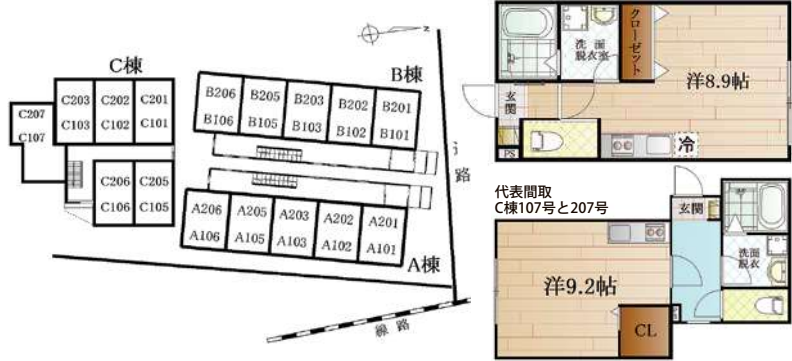 C棟
B棟
C207
C107
C203
C103
C202
C102
C201
C101
C206
C106
C205
C105
B206
B106
B205
B105
B203
B103
B202
B102
B201
B101
A206
A106
A205
A105
A203
A103
A202
A102
A201
A101
A棟
路
線路
洗面
脱衣室
クローゼット
洋8.9帖
玄関
PS
冷
代表間取
C棟107号と207号
玄関
洗面
脱衣
洋9.2帖
CL